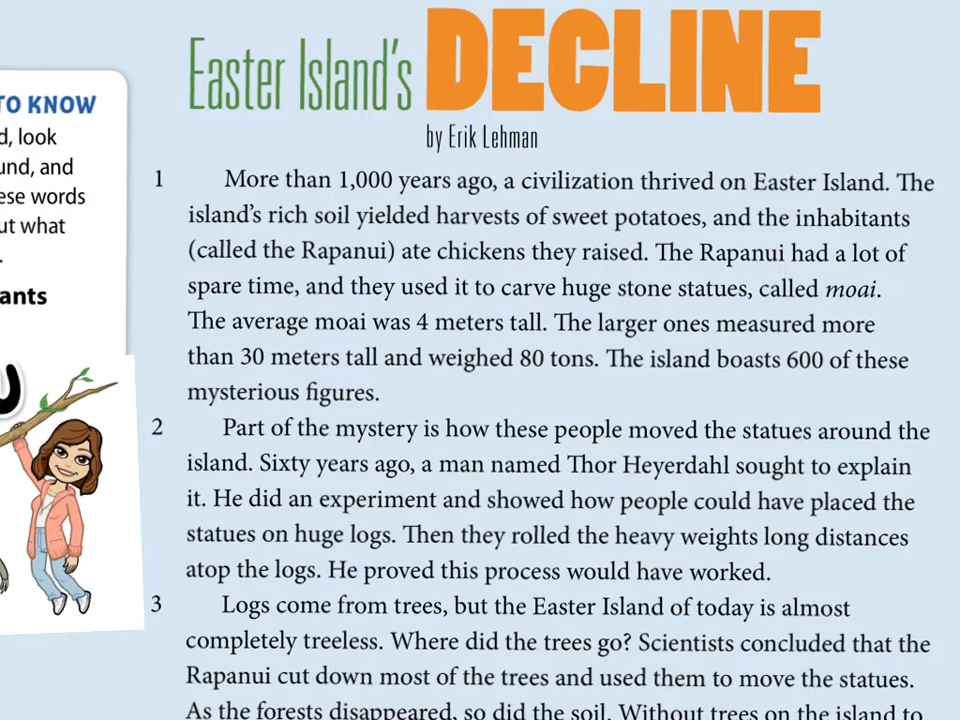 Easter Island's DECLINE
by Erik Lehman
TO KNOW
look
and
words
what
1 More than 1,000 years ago, a civilization thrived on Easter Island. The
island's rich soil yielded harvests of sweet potatoes, and the inhabitants
(called the Rapanui) ate chickens they raised. The Rapanui had a lot of
spare time, and they used it to carve huge stone statues, called moai.
The average moai was 4 meters tall. The larger ones measured more
than 30 meters tall and weighed 80 tons. The island boasts 600 of these
mysterious figures.
2 Part of the mystery is how these people moved the statues around the
island. Sixty years ago, a man named Thor Heyerdahl sought to explain
it. He did an experiment and showed how people could have placed the
statues on huge logs. Then they rolled the heavy weights long distances
atop the logs. He proved this process would have worked.
3 Logs come from trees, but the Easter Island of today is almost
completely treeless. Where did the trees go? Scientists concluded that the
Rapanui cut down most of the trees and used them to move the statues.
As the forests disappeared, so did the soil. Without trees on the island to